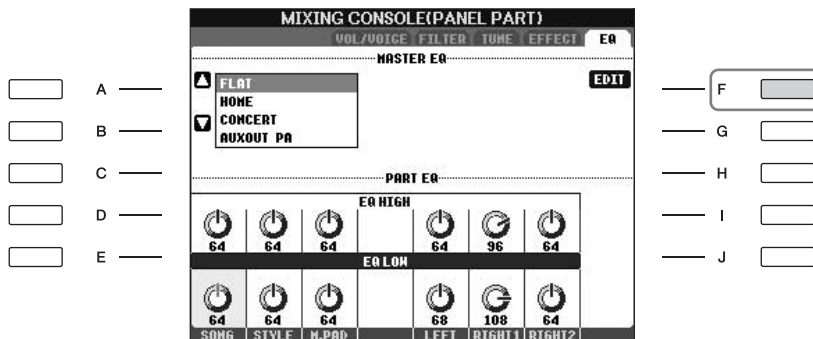 MIXING CONSOLE(PANEL PART)
VOL/VOICE FILTER TUNE EFFECT EQ
MASTER EQ
EDIT
FLAT
HOME
CONCERT
AUXOUT PA
A
B
C
D
E
F
G
H
I
J
PART EQ
EQ HIGH
64 64 64 64 96 64
EQ LOW
64 64 64 68 108 64
SONG STYLE M.PAD LEFT RIGHT1 RIGHT2